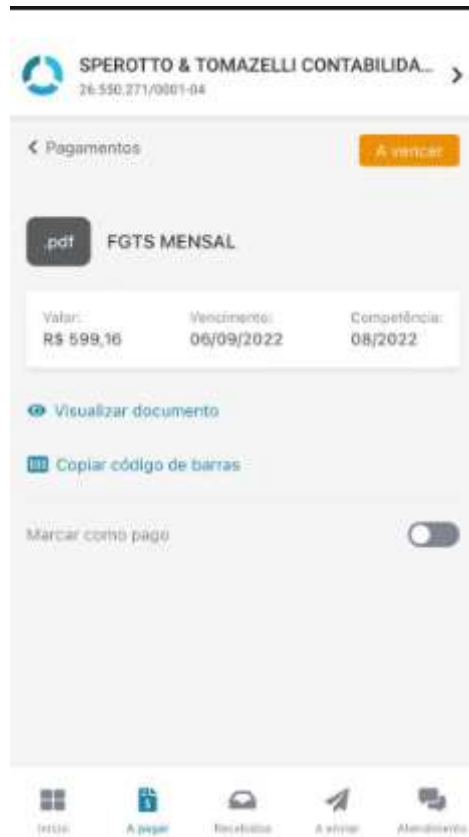 SPEROTTO & TOMAZELLI CONTABILIDA...
26.550.271/0001-04
Pagamentos
A vencer
.pdf
FGTS MENSAL
Valor: Vencimento: Competência:
R$ 599,16 06/09/2022 08/2022
Visualizar documento
Copiar código de barras
Marcar como pago
Início A pagar Recebidos A enviar Atendimento